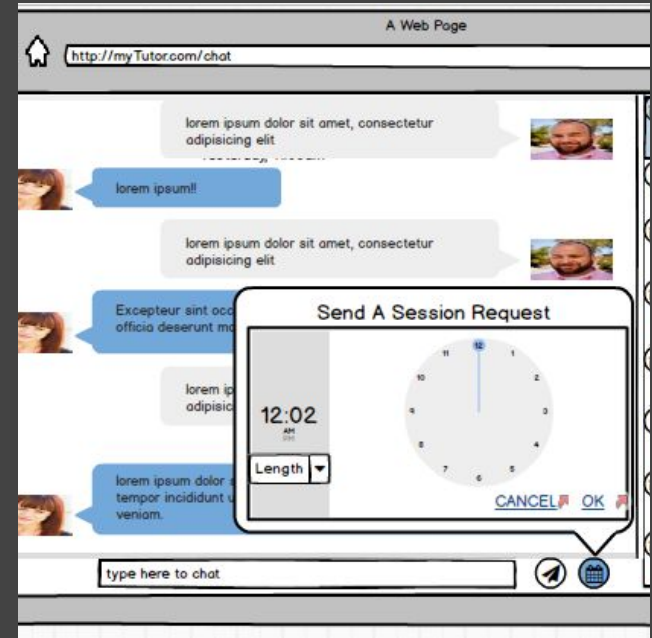 A Web Page
http://myTutor.com/chat
lorem ipsum dolor sit amet, consectetur
adipisicing elit
lorem ipsum!!
lorem ipsum dolor sit amet, consectetur
adipisicing elit
Excepteur sint occ
officia deserunt mo
lorem ip
adipisic
lorem ipsum dolor s
tempor incididunt u
veniam.
Send A Session Request
12:02
AM
PM
Length
12
1
2
3
4
5
6
7
8
9
10
11
CANCEL OK
type here to chat